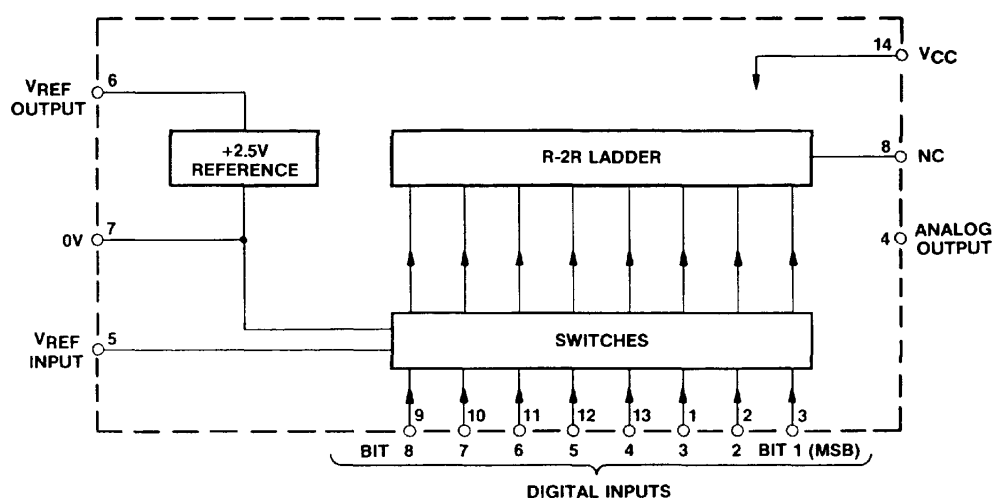 14
VCC
VREF
OUTPUT
6
+2.5V
REFERENCE
R-2R LADDER
8
NC
0V
7
4
ANALOG
OUTPUT
VREF
INPUT
5
SWITCHES
9 10 11 12 13 1 2 3
BIT 8 7 6 5 4 3 2 BIT 1 (MSB)
DIGITAL INPUTS